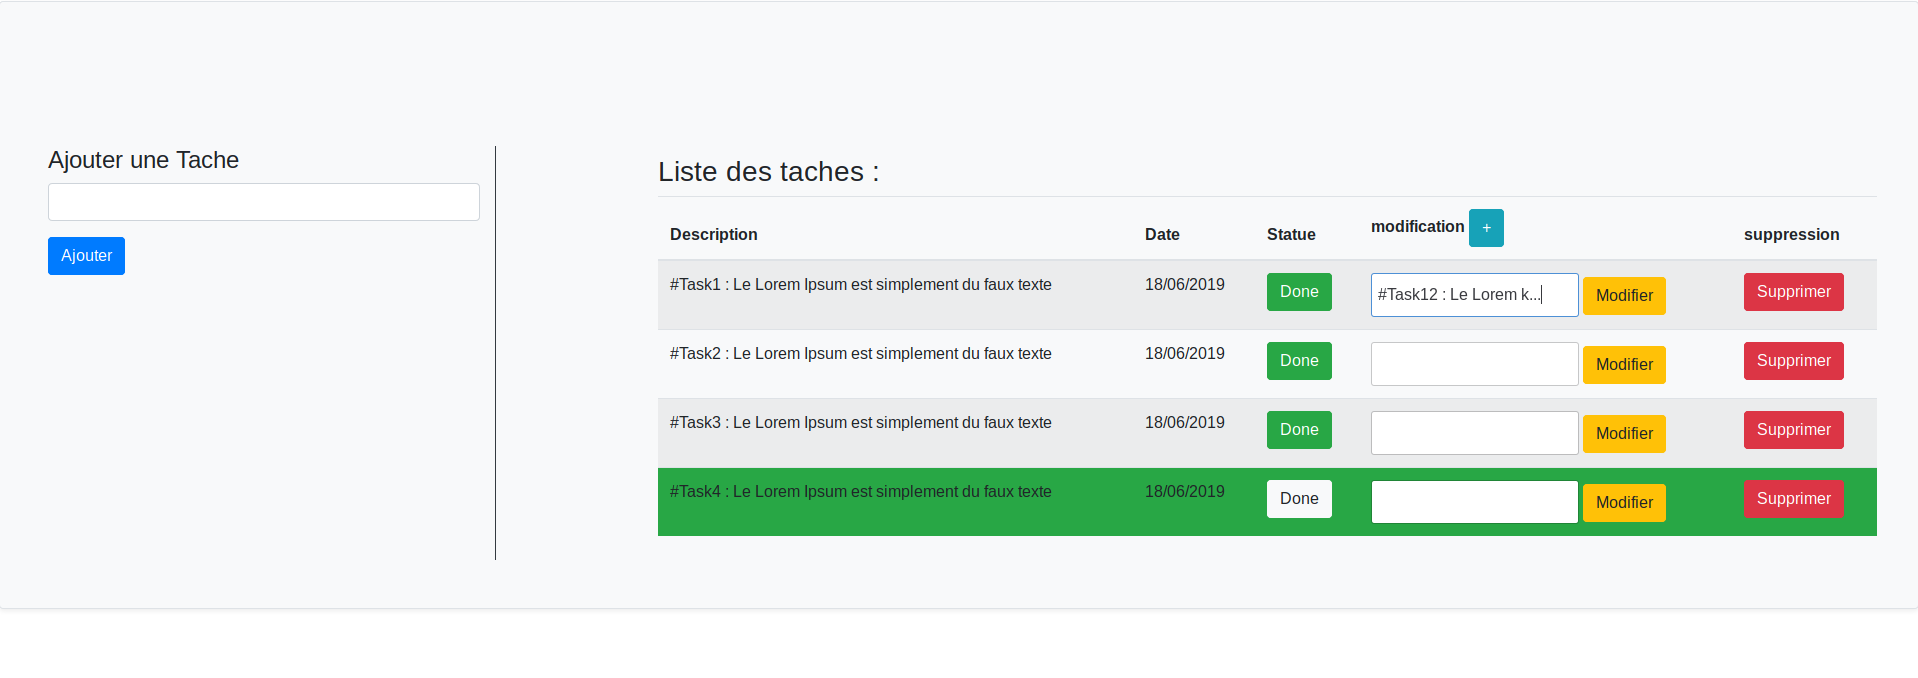 Ajouter une Tache
Ajouter
Liste des taches :
Description Date Statue modification + suppression
#Task1 : Le Lorem Ipsum est simplement du faux texte 18/06/2019 Done #Task12 : Le Lorem k... Modifier Supprimer
#Task2 : Le Lorem Ipsum est simplement du faux texte 18/06/2019 Done Modifier Supprimer
#Task3 : Le Lorem Ipsum est simplement du faux texte 18/06/2019 Done Modifier Supprimer
#Task4 : Le Lorem Ipsum est simplement du faux texte 18/06/2019 Done Modifier Supprimer